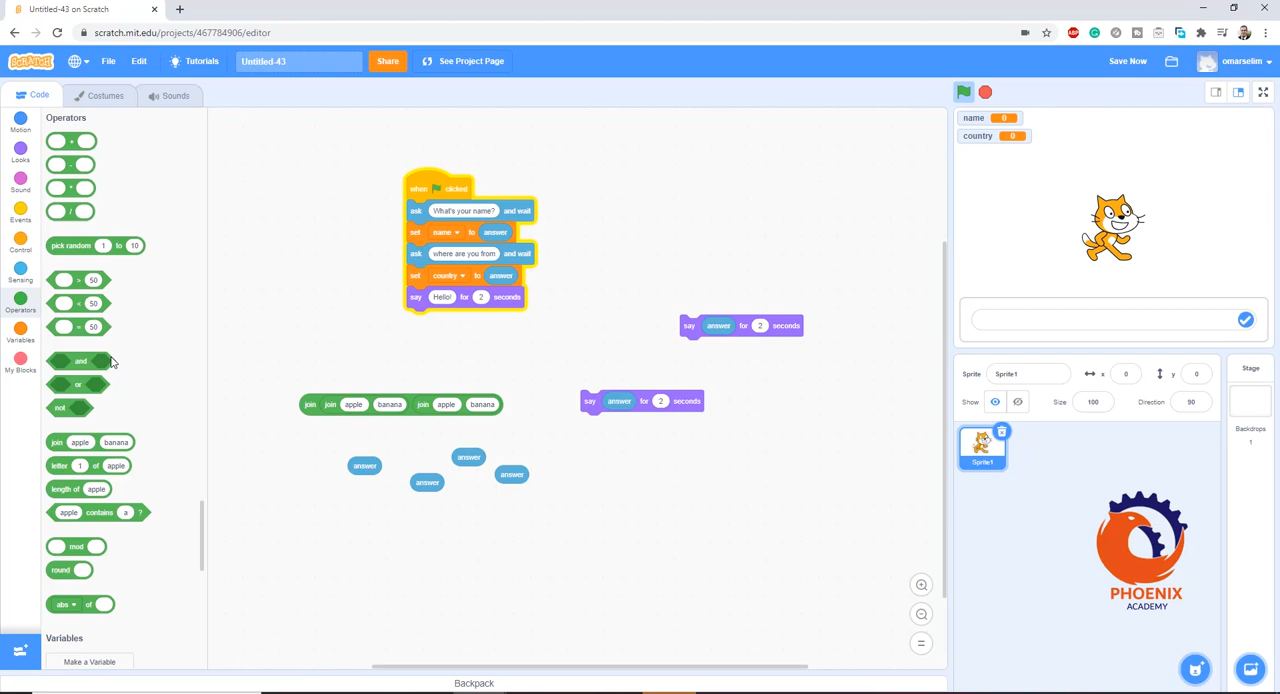 Untitled-43 on Scratch
scratch.mit.edu/projects/467784906/editor
SCRATCH
File
Edit
Tutorials
Untitled-43
Share
See Project Page
Save Now
omarselim
Code
Costumes
Sounds
Motion
Looks
Sound
Events
Control
Sensing
Operators
Variables
My Blocks
Operators
+
-
*
/
pick random 1 to 10
> 50
< 50
= 50
and
or
not
join apple banana
letter 1 of apple
length of apple
apple contains a ?
mod
round
abs of
Variables
Make a Variable
when clicked
ask What's your name? and wait
set name to answer
ask where are you from and wait
set country to answer
say Hello! for 2 seconds
say answer for 2 seconds
join join apple banana join apple banana
say answer for 2 seconds
answer
answer
answer
answer
Backpack
name 0
country 0
Sprite Sprite1
x 0
y 0
Show
Size 100
Direction 90
Sprite1
Stage
Backdrops
1
PHOENIX
ACADEMY